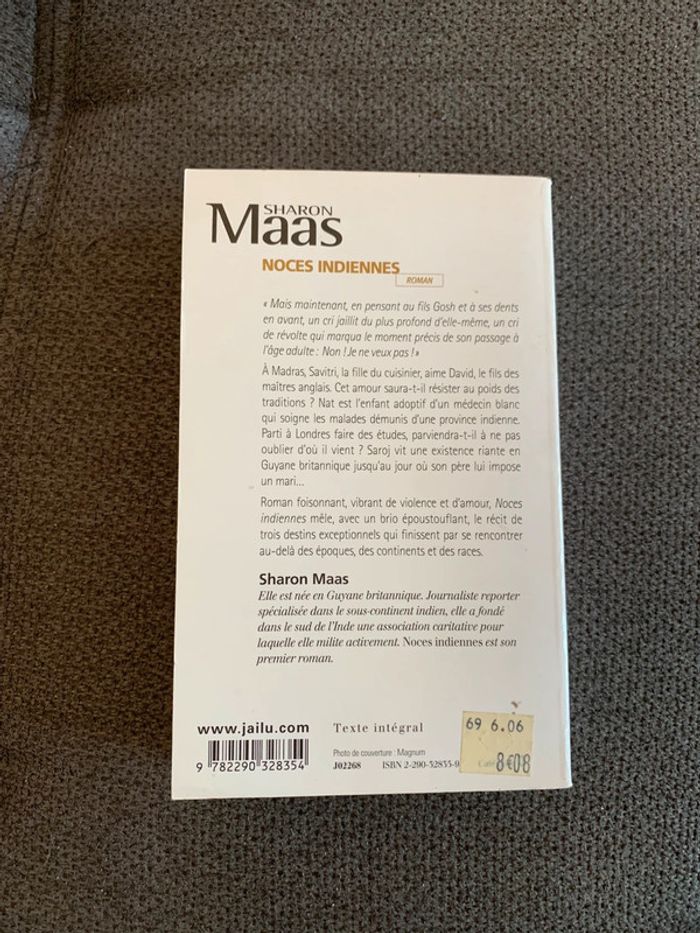 SHARON
Maas
NOCES INDIENNES
ROMAN
« Mais maintenant, en pensant au fils Gosh et à ses dents
en avant, un cri jaillit du plus profond d'elle-même, un cri
de révolte qui marqua le moment précis de son passage à
l'âge adulte : Non ! Je ne veux pas ! »
À Madras, Savitri, la fille du cuisinier, aime David, le fils des
maîtres anglais. Cet amour saura-t-il résister au poids des
traditions ? Nat est l'enfant adoptif d'un médecin blanc
qui soigne les malades démunis d'une province indienne.
Parti à Londres faire des études, parviendra-t-il à ne pas
oublier d'où il vient ? Saroj vit une existence riante en
Guyane britannique jusqu'au jour où son père lui impose
un mari...
Roman foisonnant, vibrant de violence et d'amour, Noces
indiennes mêle, avec un brio époustouflant, le récit de
trois destins exceptionnels qui finissent par se rencontrer
au-delà des époques, des continents et des races.
Sharon Maas
Elle est née en Guyane britannique. Journaliste reporter
spécialisée dans le sous-continent indien, elle a fondé
dans le sud de l'Inde une association caritative pour
laquelle elle milite activement. Noces indiennes est son
premier roman.
www.jailu.com
Texte intégral
69 6.06
Photo de couverture : Magnum
8€08
9 782290 328354
J02268
ISBN 2-290-32835-9